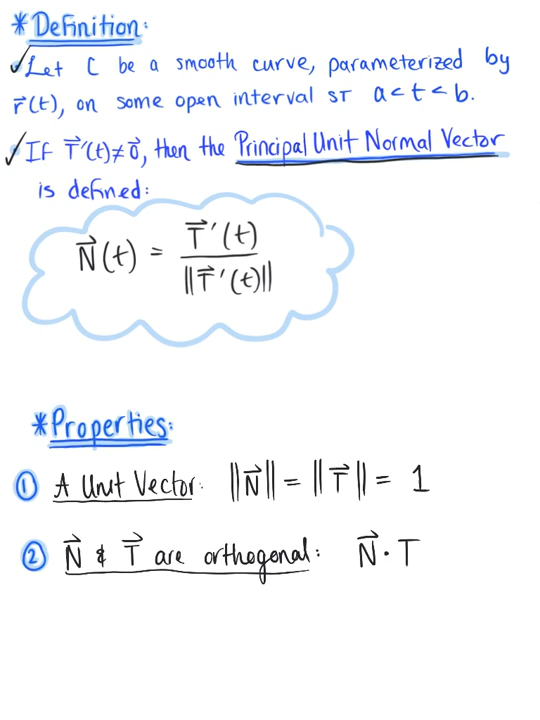 *Definition:
✓Let C be a smooth curve, parameterized by
r⃗(t), on some open interval ST a<t<b.
✓If T⃗'(t)≠0⃗, then the Principal Unit Normal Vector
is defined:
N⃗(t) = T⃗'(t) / ||T⃗'(t)||
*Properties:
① A Unit Vector: ||N⃗|| = ||T⃗|| = 1
② N⃗ & T⃗ are orthogonal: N⃗ · T